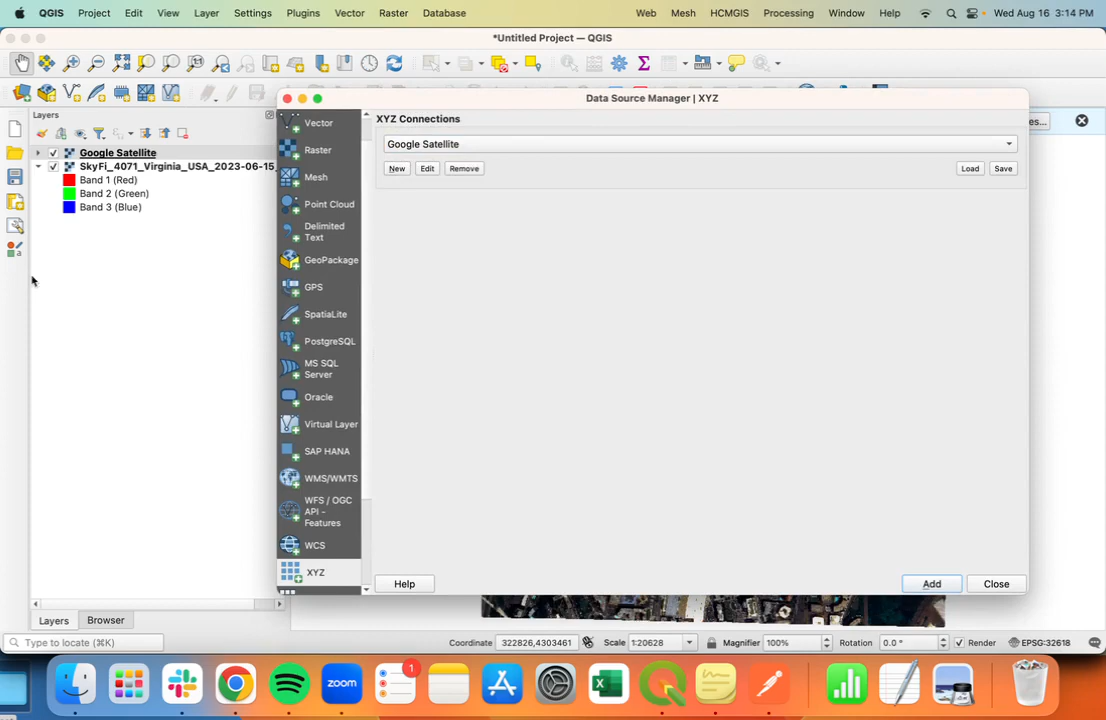 QGIS Project Edit View Layer Settings Plugins Vector Raster Database Web Mesh HCMGIS Processing Window Help Wed Aug 16 3:14 PM
*Untitled Project — QGIS
Layers
Data Source Manager | XYZ
es...
Google Satellite
SkyFi_4071_Virginia_USA_2023-06-15
Band 1 (Red)
Band 2 (Green)
Band 3 (Blue)
Vector
Raster
Mesh
Point Cloud
Delimited
Text
GeoPackage
GPS
SpatiaLite
PostgreSQL
MS SQL
Server
Oracle
Virtual Layer
SAP HANA
WMS/WMTS
WFS / OGC
API -
Features
WCS
XYZ
XYZ Connections
Google Satellite
New Edit Remove Load Save
Help Add Close
Layers Browser
Type to locate (⌘K) Coordinate 322826,4303461 Scale 1:20628 Magnifier 100% Rotation 0.0 ° Render EPSG:32618
zoom
1